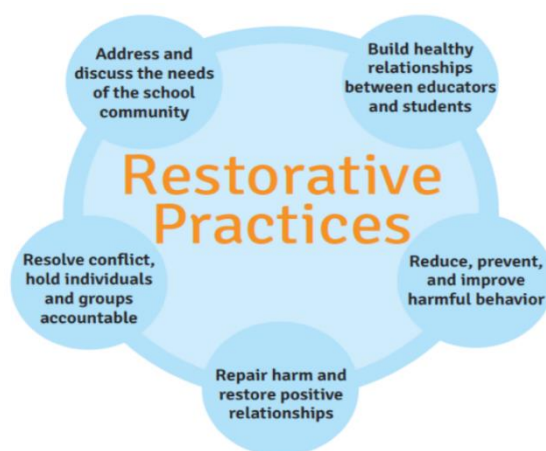 Address and
discuss the needs
of the school
community
Build healthy
relationships
between educators
and students
Restorative
Practices
Resolve conflict,
hold individuals
and groups
accountable
Reduce, prevent,
and improve
harmful behavior
Repair harm and
restore positive
relationships